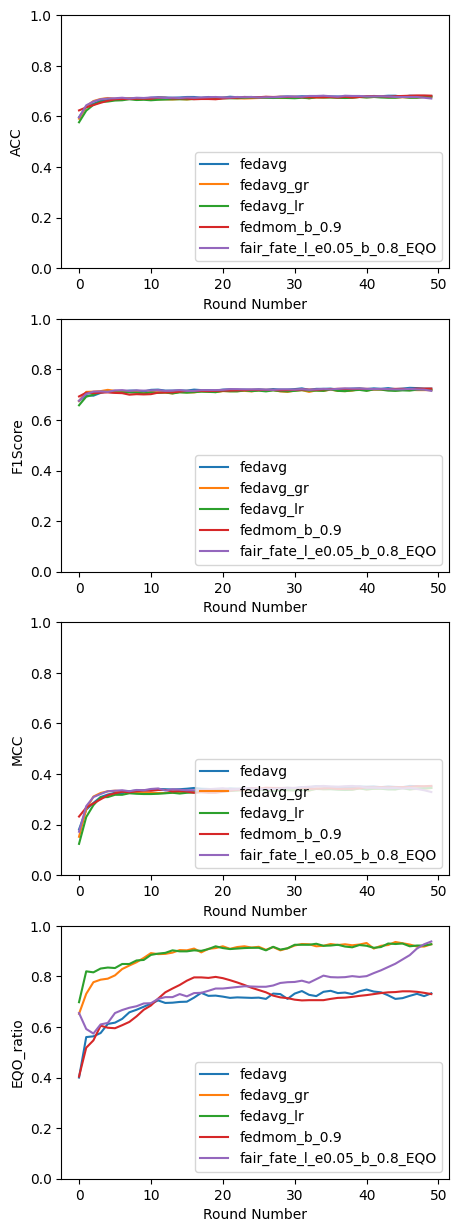 1.0
0.8
0.6
ACC
0.4
0.2
0.0
fedavg
fedavg_gr
fedavg_lr
fedmom_b_0.9
fair_fate_l_e0.05_b_0.8_EQO
0 10 20 30 40 50
Round Number
1.0
0.8
0.6
F1Score
0.4
0.2
0.0
fedavg
fedavg_gr
fedavg_lr
fedmom_b_0.9
fair_fate_l_e0.05_b_0.8_EQO
0 10 20 30 40 50
Round Number
1.0
0.8
0.6
MCC
0.4
0.2
0.0
fedavg
fedavg_gr
fedavg_lr
fedmom_b_0.9
fair_fate_l_e0.05_b_0.8_EQO
0 10 20 30 40 50
Round Number
1.0
0.8
0.6
EQO_ratio
0.4
0.2
0.0
fedavg
fedavg_gr
fedavg_lr
fedmom_b_0.9
fair_fate_l_e0.05_b_0.8_EQO
0 10 20 30 40 50
Round Number